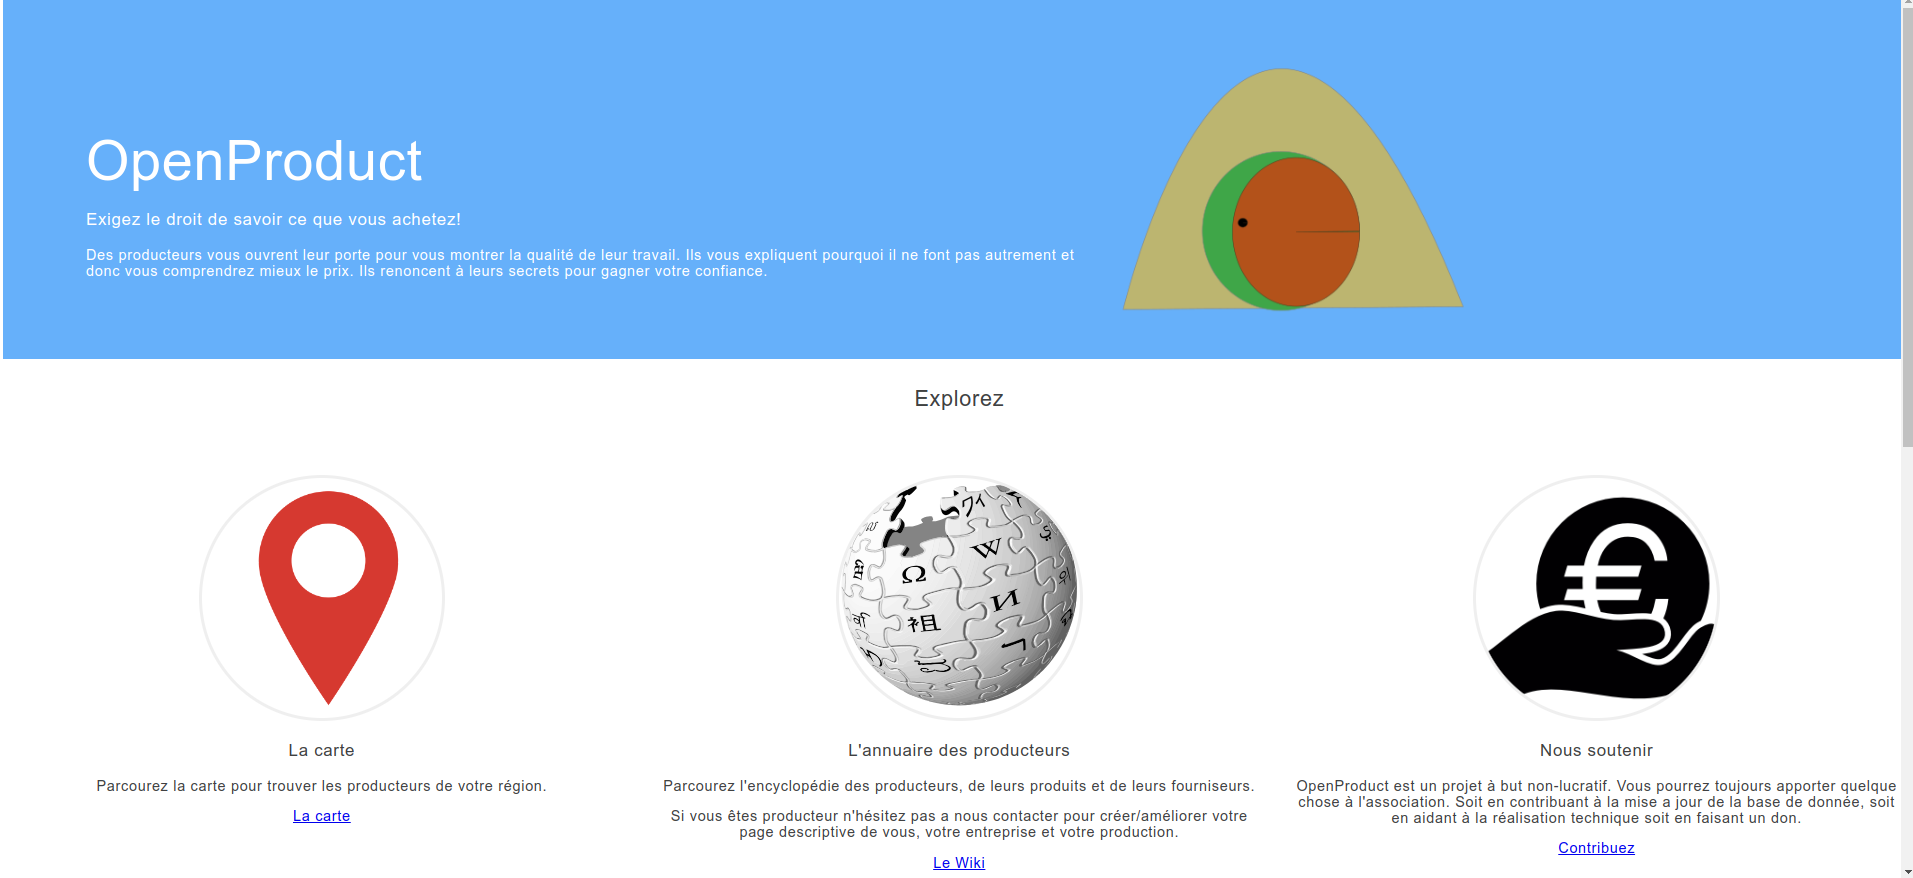 OpenProduct
Exigez le droit de savoir ce que vous achetez!
Des producteurs vous ouvrent leur porte pour vous montrer la qualité de leur travail. Ils vous expliquent pourquoi il ne font pas autrement et
donc vous comprendrez mieux le prix. Ils renoncent à leurs secrets pour gagner votre confiance.
Explorez
Ω
W
И
祖
€
La carte
Parcourez la carte pour trouver les producteurs de votre région.
La carte
L'annuaire des producteurs
Parcourez l'encyclopédie des producteurs, de leurs produits et de leurs fourniseurs.
Si vous êtes producteur n'hésitez pas a nous contacter pour créer/améliorer votre
page descriptive de vous, votre entreprise et votre production.
Le Wiki
Nous soutenir
OpenProduct est un projet à but non-lucratif. Vous pourrez toujours apporter quelque
chose à l'association. Soit en contribuant à la mise a jour de la base de donnée, soit
en aidant à la réalisation technique soit en faisant un don.
Contribuez